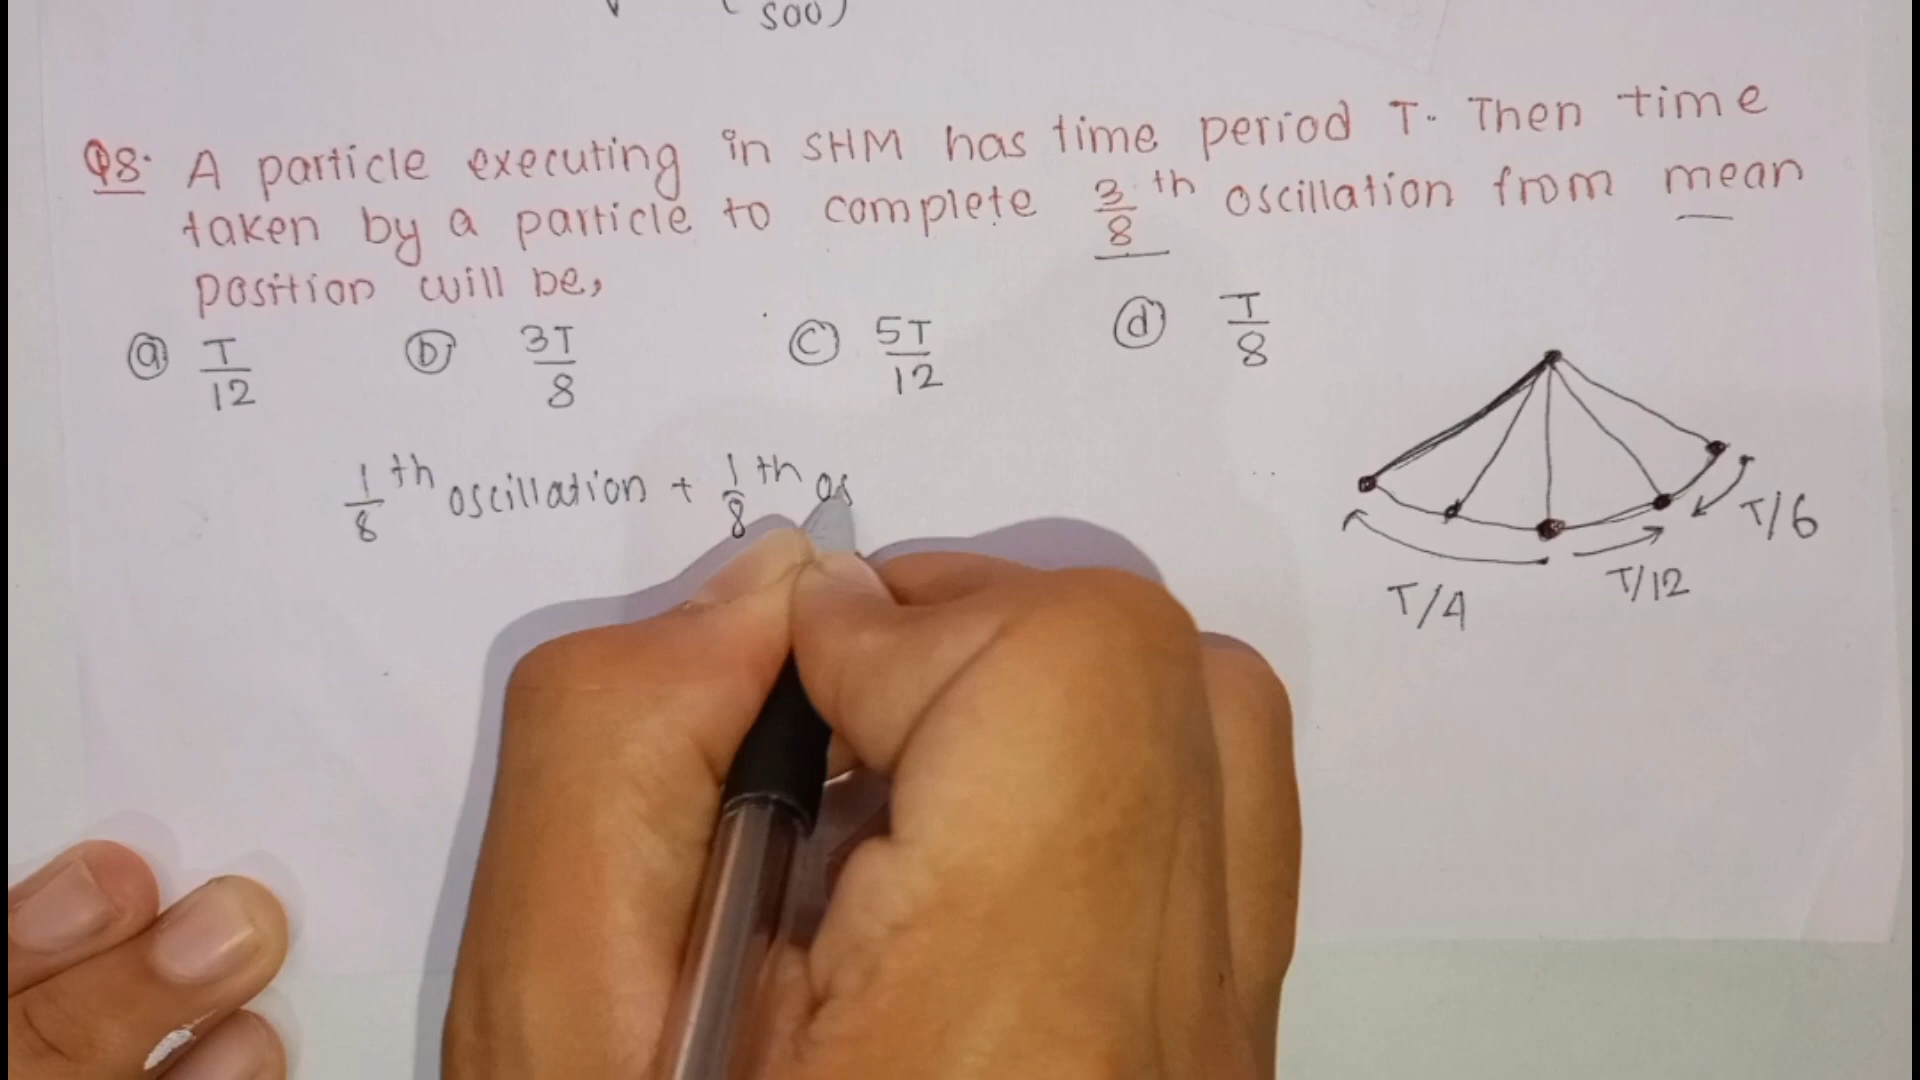 500)
Q8. A particle executing in SHM has time period T. Then time
taken by a particle to complete 3/8 th oscillation from mean
position will be,
(a) T/12 (b) 3T/8 (c) 5T/12 (d) T/8
1/8 th oscillation + 1/8 th os
T/6
T/12
T/4